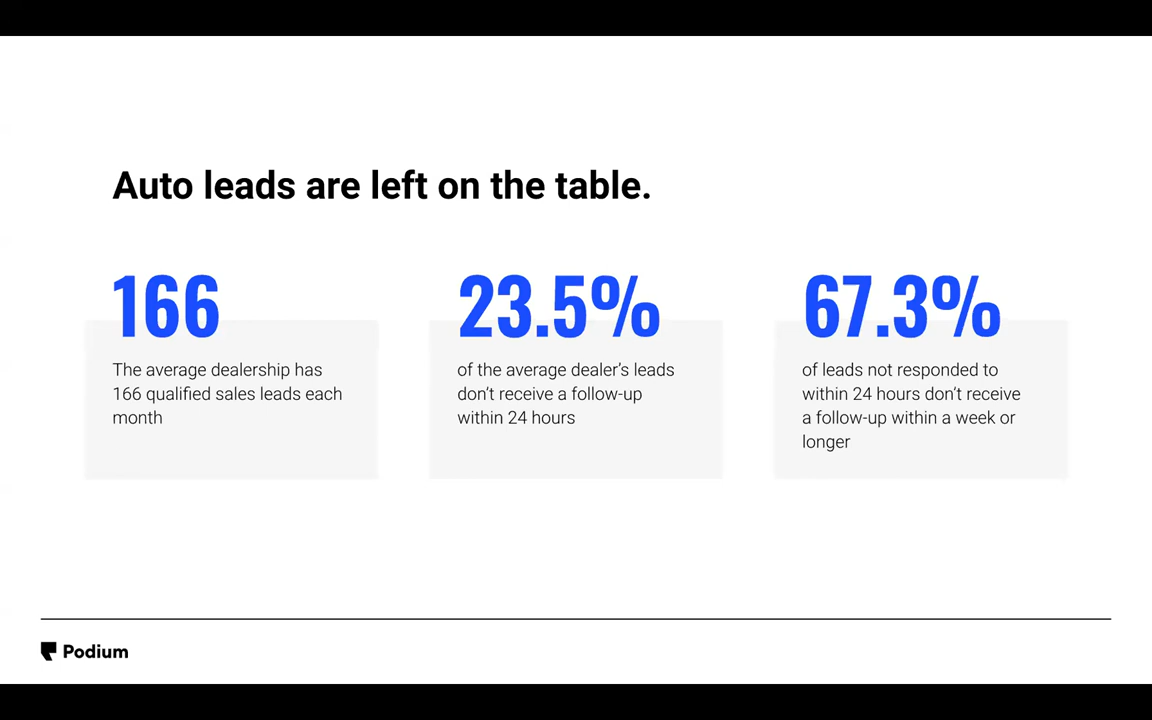 Auto leads are left on the table.
166
The average dealership has
166 qualified sales leads each
month
23.5%
of the average dealer's leads
don't receive a follow-up
within 24 hours
67.3%
of leads not responded to
within 24 hours don't receive
a follow-up within a week or
longer
Podium